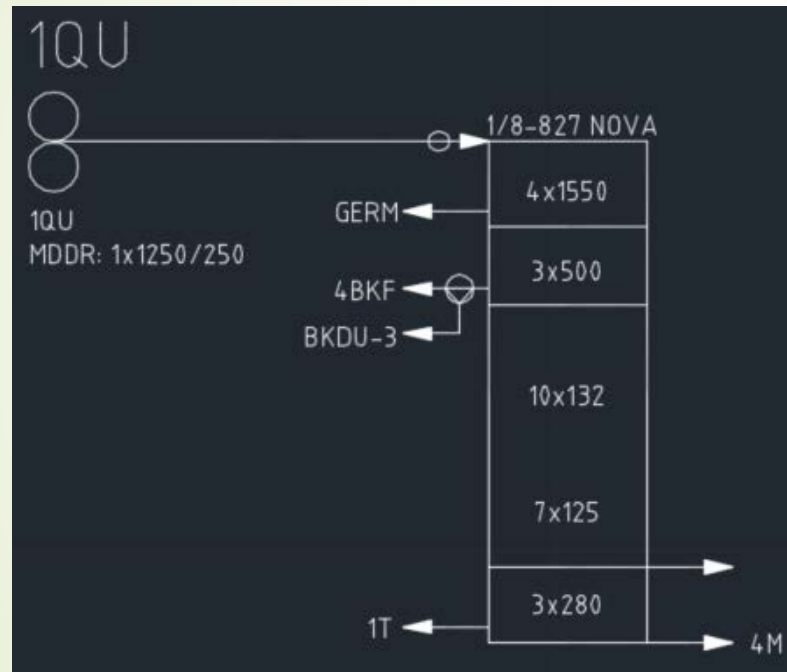 1QU
1QU
MDDR: 1x1250/250
1/8-827 NOVA
4x1550
GERM
3x500
4BKF
BKDU-3
10x132
7x125
3x280
1T
4M